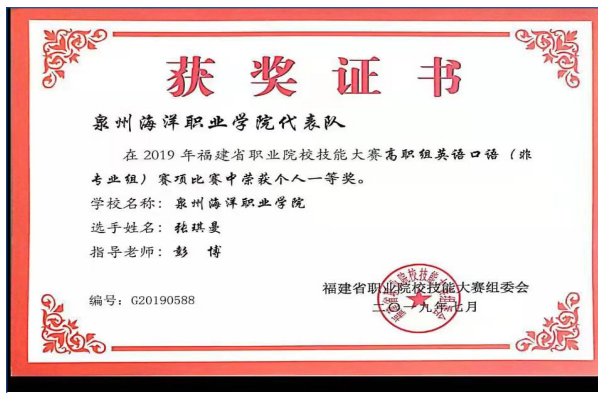 获奖证书
泉州海洋职业学院代表队
在2019年福建省职业院校技能大赛高职组英语口语（非
专业组）赛项比赛中荣获个人一等奖。
学校名称：泉州海洋职业学院
选手姓名：张琪曼
指导老师：彭 博
福建省职业院校技能大赛组委会
编号：G20190588
二〇一九年七月